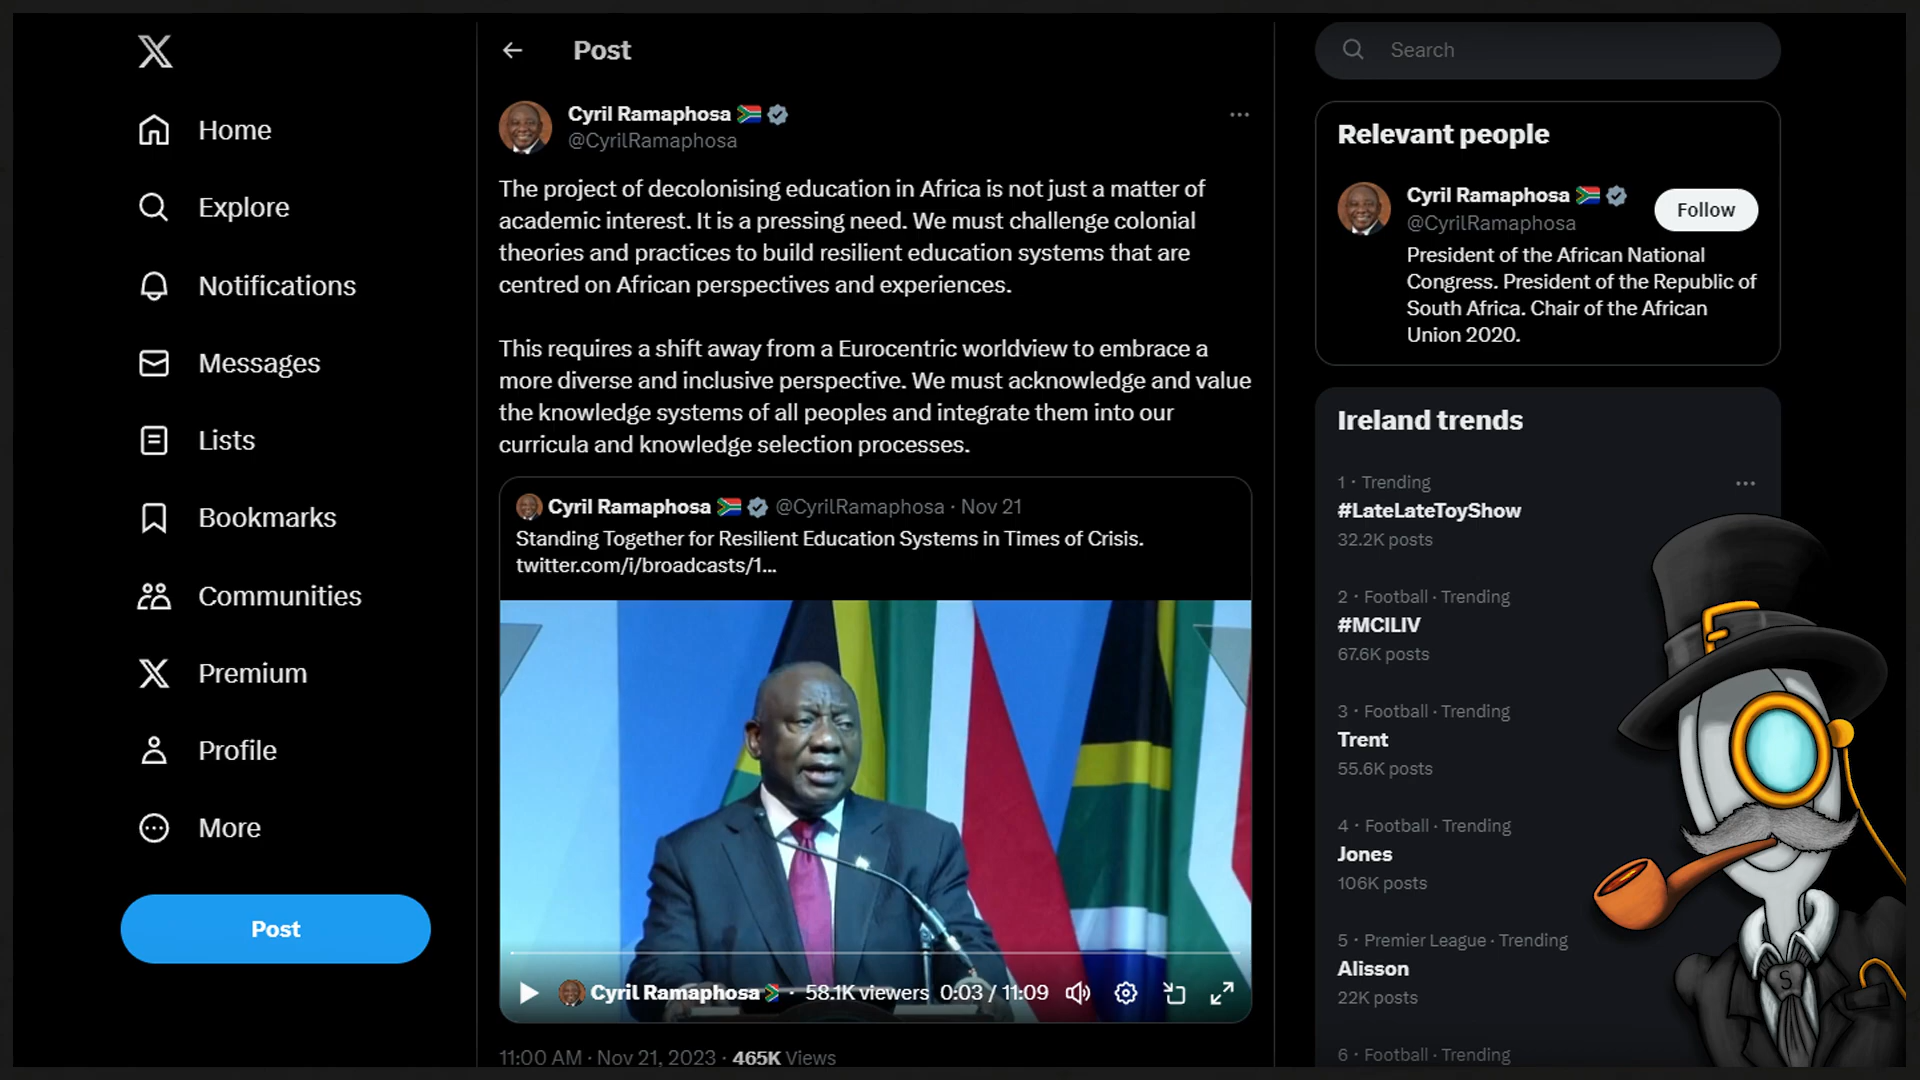 Home
Explore
Notifications
Messages
Lists
Bookmarks
Communities
Premium
Profile
More
Post
Post
Cyril Ramaphosa
@CyrilRamaphosa
The project of decolonising education in Africa is not just a matter of
academic interest. It is a pressing need. We must challenge colonial
theories and practices to build resilient education systems that are
centred on African perspectives and experiences.
This requires a shift away from a Eurocentric worldview to embrace a
more diverse and inclusive perspective. We must acknowledge and value
the knowledge systems of all peoples and integrate them into our
curricula and knowledge selection processes.
Cyril Ramaphosa @CyrilRamaphosa · Nov 21
Standing Together for Resilient Education Systems in Times of Crisis.
twitter.com/i/broadcasts/1...
Cyril Ramaphosa · 58.1K viewers 0:03 / 11:09
11:00 AM · Nov 21, 2023 · 465K Views
Search
Relevant people
Cyril Ramaphosa
@CyrilRamaphosa
Follow
President of the African National
Congress. President of the Republic of
South Africa. Chair of the African
Union 2020.
Ireland trends
1 · Trending
#LateLateToyShow
32.2K posts
2 · Football · Trending
#MCILIV
67.6K posts
3 · Football · Trending
Trent
55.6K posts
4 · Football · Trending
Jones
106K posts
5 · Premier League · Trending
Alisson
22K posts
6 · Football · Trending
S